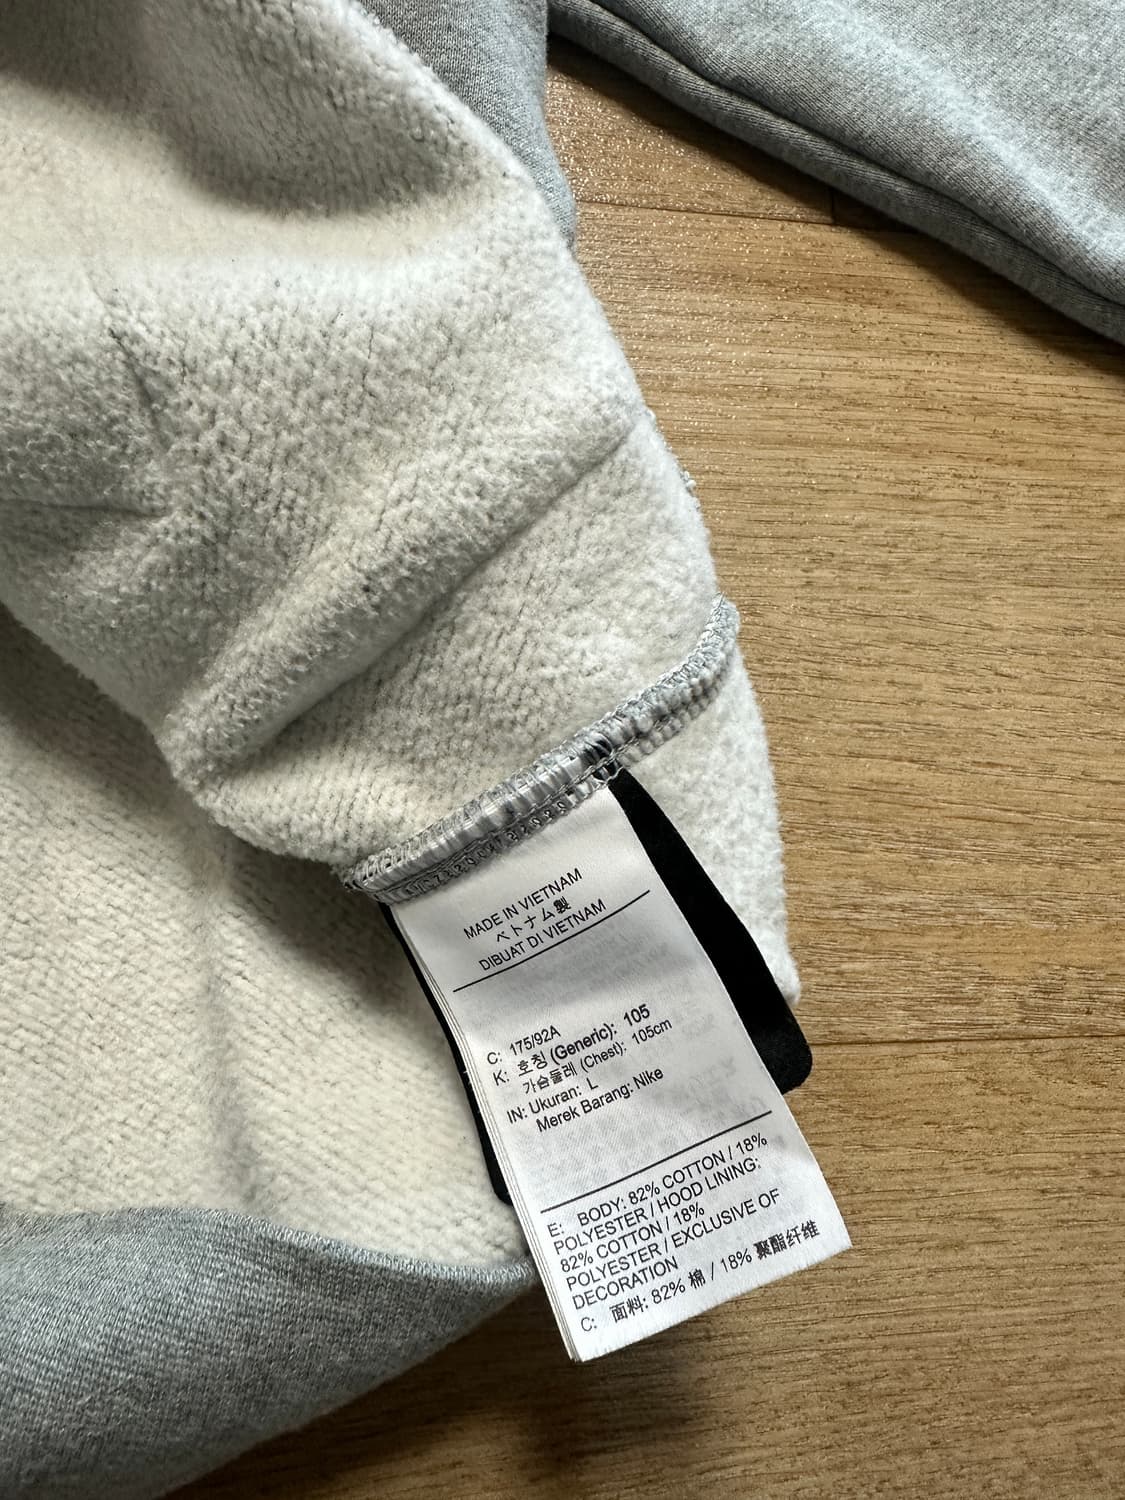 MADE IN VIETNAM
ベトナム製
DIBUAT DI VIETNAM
C: 175/92A
K: 호칭 (Generic): 105
가슴둘레 (Chest): 105cm
IN: Ukuran: L
Merek Barang: Nike
E: BODY: 82% COTTON / 18%
POLYESTER / HOOD LINING:
82% COTTON / 18%
POLYESTER / EXCLUSIVE OF
DECORATION
C: 面料: 82% 棉 / 18% 聚酯纤维